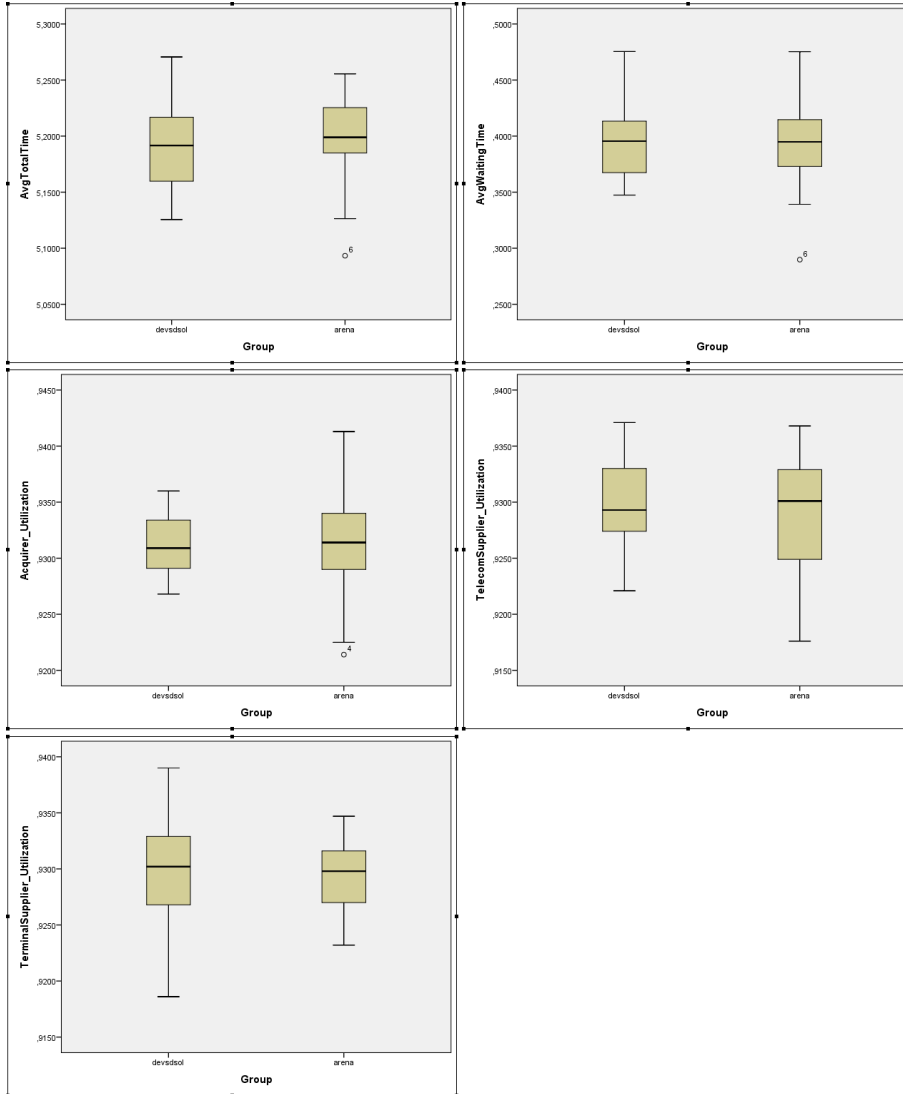 AvgTotalTime
5,3000
5,2500
5,2000
5,1500
5,1000
5,0500
6
devsdsol
arena
Group
AvgWaitingTime
,5000
,4500
,4000
,3500
,3000
,2500
6
devsdsol
arena
Group
Acquirer_Utilization
,9450
,9400
,9350
,9300
,9250
,9200
4
devsdsol
arena
Group
TelecomSupplier_Utilization
,9400
,9350
,9300
,9250
,9200
,9150
devsdsol
arena
Group
TerminalSupplier_Utilization
,9400
,9350
,9300
,9250
,9200
,9150
devsdsol
arena
Group